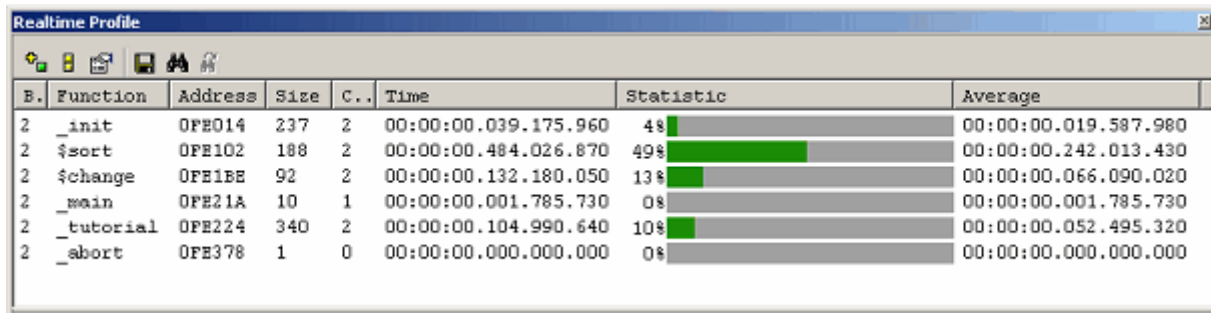 Realtime Profile
B. Function Address Size C.. Time Statistic Average
2 _init 0FE014 237 2 00:00:00.039.175.960 4% 00:00:00.019.587.980
2 $sort 0FE102 188 2 00:00:00.484.026.870 49% 00:00:00.242.013.430
2 $change 0FE1BE 92 2 00:00:00.132.180.050 13% 00:00:00.066.090.020
2 _main 0FE21A 10 1 00:00:00.001.785.730 0% 00:00:00.001.785.730
2 _tutorial 0FE224 340 2 00:00:00.104.990.640 10% 00:00:00.052.495.320
2 _abort 0FE378 1 0 00:00:00.000.000.000 0% 00:00:00.000.000.000